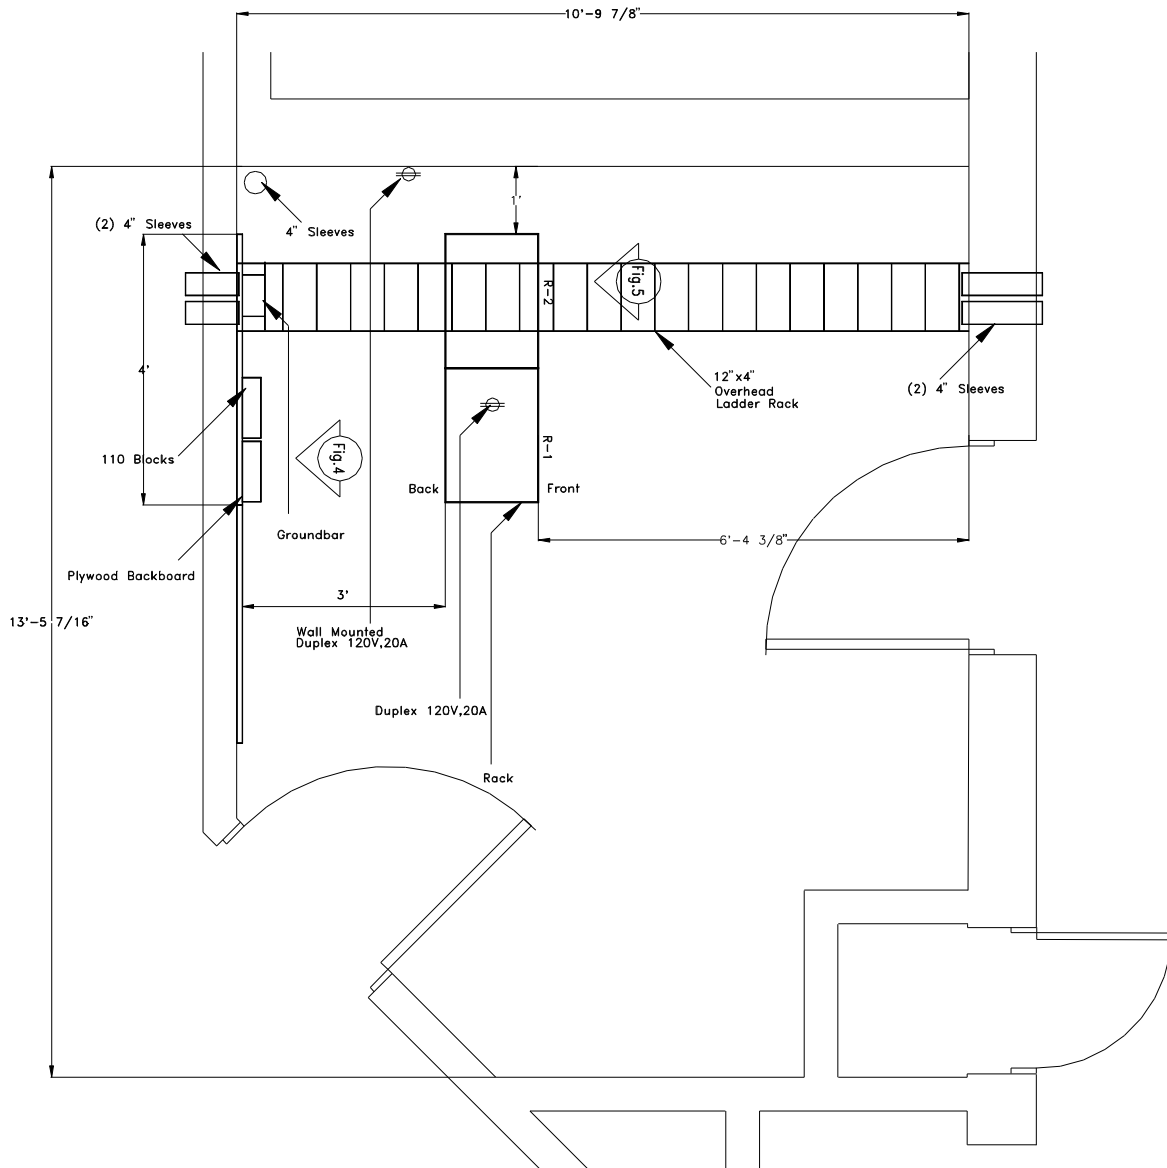 10'-9 7/8"
(2) 4" Sleeves
4" Sleeves
1'
Fig.5
R-2
4'
12"x4"
Overhead
Ladder Rack
(2) 4" Sleeves
110 Blocks
Fig.4
R-1
Back
Front
Groundbar
6'-4 3/8"
Plywood Backboard
3'
13'-5 7/16"
Wall Mounted
Duplex 120V,20A
Duplex 120V,20A
Rack